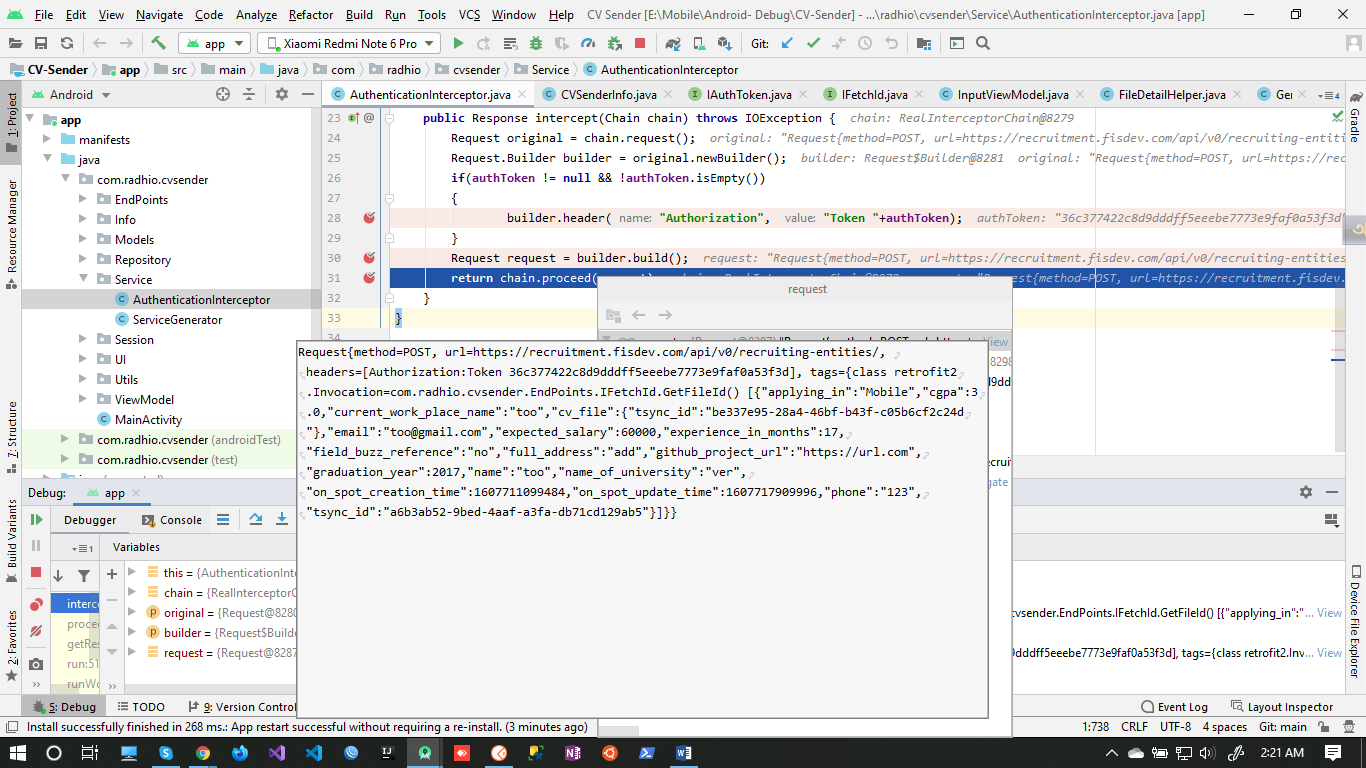 File Edit View Navigate Code Analyze Refactor Build Run Tools VCS Window Help CV Sender [E:\Mobile\Android- Debug\CV-Sender] - ...\radhio\cvsender\Service\AuthenticationInterceptor.java [app]
app Xiaomi Redmi Note 6 Pro Git:
CV-Sender app src main java com radhio cvsender Service AuthenticationInterceptor
Android AuthenticationInterceptor.java CVSenderInfo.java IAuthToken.java IFetchId.java InputViewModel.java FileDetailHelper.java Ge
1: Project
Resource Manager
Z: Structure
Build Variants
2: Favorites
Gradle
Device File Explorer
app
manifests
java
com.radhio.cvsender
EndPoints
Info
Models
Repository
Service
AuthenticationInterceptor
ServiceGenerator
Session
UI
Utils
ViewModel
MainActivity
com.radhio.cvsender (androidTest)
com.radhio.cvsender (test)
23 public Response intercept(Chain chain) throws IOException { chain: RealInterceptorChain@8279
24 Request original = chain.request(); original: "Request{method=POST, url=https://recruitment.fisdev.com/api/v0/recruiting-entiti
25 Request.Builder builder = original.newBuilder(); builder: Request$Builder@8281 original: "Request{method=POST, url=https://rec
26 if(authToken != null && !authToken.isEmpty())
27 {
28 builder.header( name: "Authorization", value: "Token "+authToken); authToken: "36c377422c8d9dddff5eeebe7773e9faf0a53f3d"
29 }
30 Request request = builder.build(); request: "Request{method=POST, url=https://recruitment.fisdev.com/api/v0/recruiting-entities
31 return chain.proceed( "Request{method=POST, url=https://recruitment.fisdev.
32 }
33 }
34
request
View
Request{method=POST, url=https://recruitment.fisdev.com/api/v0/recruiting-entities/,
headers=[Authorization:Token 36c377422c8d9dddff5eeebe7773e9faf0a53f3d], tags={class retrofit2
.Invocation=com.radhio.cvsender.EndPoints.IFetchId.GetFileId() [{"applying_in":"Mobile","cgpa":3
.0,"current_work_place_name":"too","cv_file":{"tsync_id":"be337e95-28a4-46bf-b43f-c05b6cf2c24d
"},"email":"too@gmail.com","expected_salary":60000,"experience_in_months":17,
"field_buzz_reference":"no","full_address":"add","github_project_url":"https://url.com",
"graduation_year":2017,"name":"too","name_of_university":"ver",
"on_spot_creation_time":1607711099484,"on_spot_update_time":1607717909996,"phone":"123",
"tsync_id":"a6b3ab52-9bed-4aaf-a3fa-db71cd129ab5"}]}}
Debug: app
Debugger Console
Variables
this = {AuthenticationInte
chain = {RealInterceptorC
original = {Request@8280
builder = {Request$Builde
request = {Request@8287
interce
procee
getRes
run:51
runWo
cvsender.EndPoints.IFetchId.GetFileId() [{"applying_in":"... View
9dddff5eeebe7773e9faf0a53f3d], tags={class retrofit2.Inv... View
5: Debug TODO 9: Version Control Event Log Layout Inspector
Install successfully finished in 268 ms.: App restart successful without requiring a re-install. (3 minutes ago) 1:738 CRLF UTF-8 4 spaces Git: main
2:21 AM